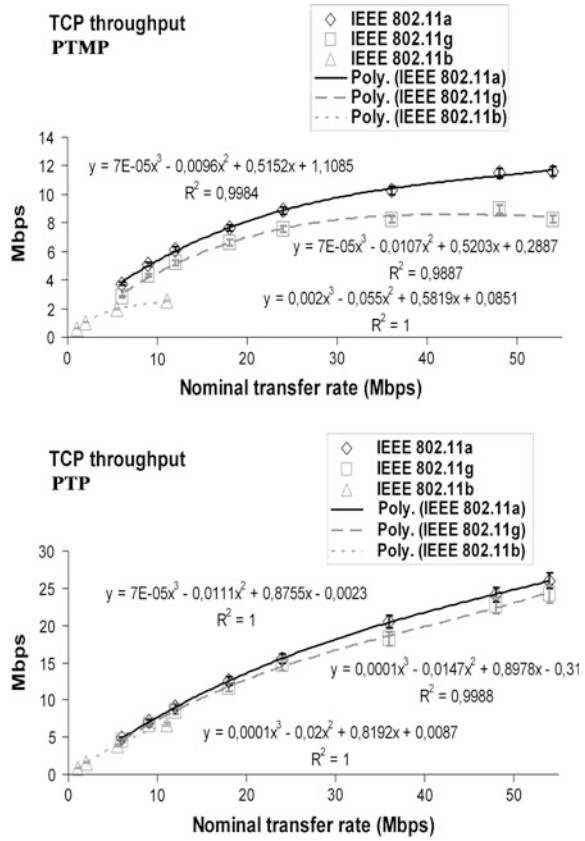 TCP throughput
PTMP
IEEE 802.11a
IEEE 802.11g
IEEE 802.11b
Poly. (IEEE 802.11a)
Poly. (IEEE 802.11g)
Poly. (IEEE 802.11b)
14
12
10
8
6
4
2
0
Mbps
y = 7E-05x³ - 0,0096x² + 0,5152x + 1,1085
R² = 0,9984
y = 7E-05x³ - 0,0107x² + 0,5203x + 0,2887
R² = 0,9887
y = 0,002x³ - 0,055x² + 0,5819x + 0,0851
R² = 1
0 10 20 30 40 50
Nominal transfer rate (Mbps)
TCP throughput
PTP
IEEE 802.11a
IEEE 802.11g
IEEE 802.11b
Poly. (IEEE 802.11a)
Poly. (IEEE 802.11g)
Poly. (IEEE 802.11b)
30
25
20
15
10
5
0
Mbps
y = 7E-05x³ - 0,0111x² + 0,8755x - 0,0023
R² = 1
y = 0,0001x³ - 0,0147x² + 0,8978x - 0,31
R² = 0,9988
y = 0,0001x³ - 0,02x² + 0,8192x + 0,0087
R² = 1
0 10 20 30 40 50
Nominal transfer rate (Mbps)